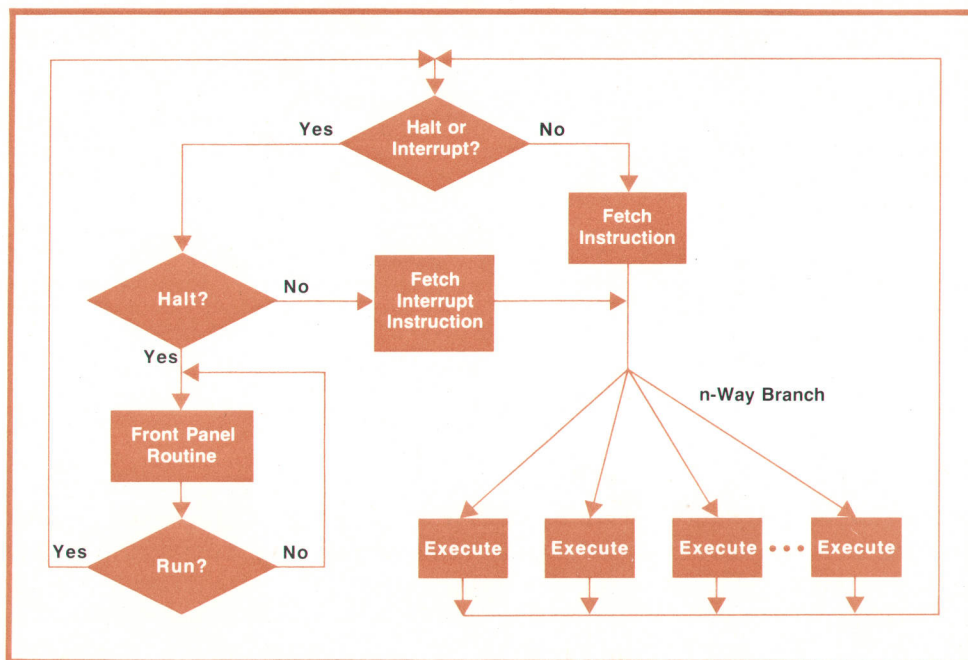 Halt or
Interrupt?
Yes
No
Fetch
Instruction
Halt?
No
Fetch
Interrupt
Instruction
Yes
n-Way Branch
Front Panel
Routine
Yes
Run?
No
Execute
Execute
Execute
• • •
Execute